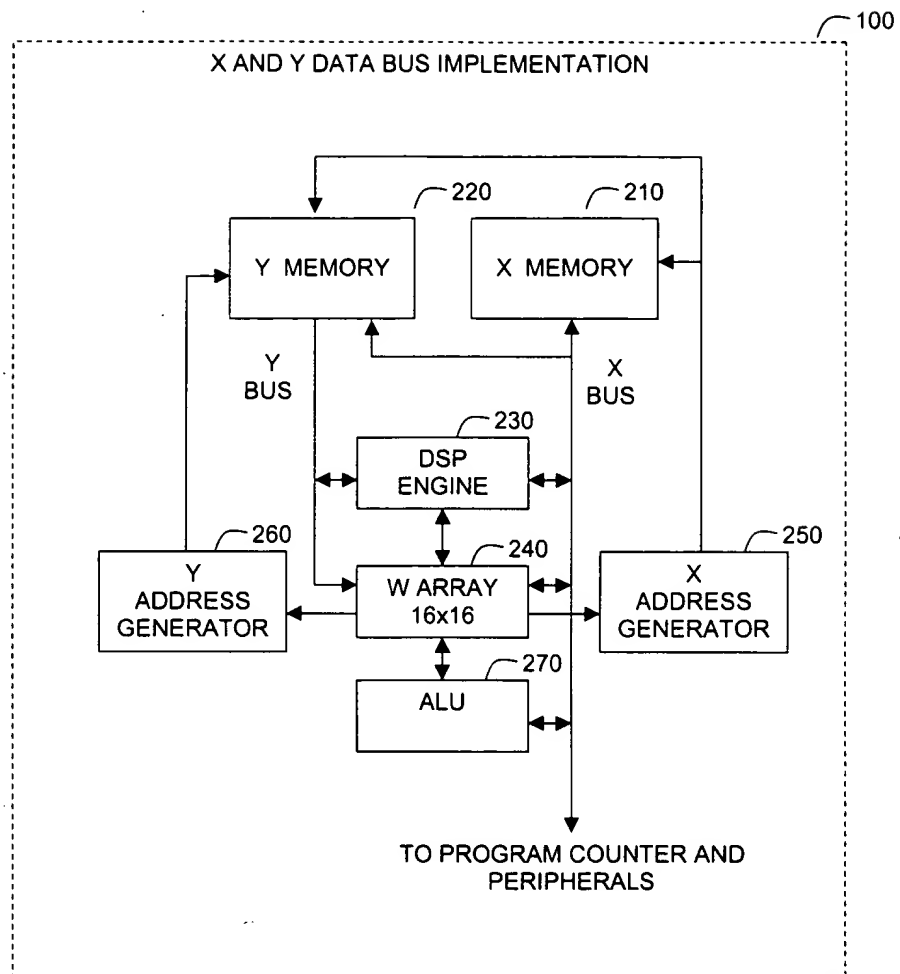 100
X AND Y DATA BUS IMPLEMENTATION
220
210
Y MEMORY
X MEMORY
Y
BUS
X
BUS
230
DSP
ENGINE
260
240
250
Y
ADDRESS
GENERATOR
W ARRAY
16x16
X
ADDRESS
GENERATOR
270
ALU
TO PROGRAM COUNTER AND
PERIPHERALS